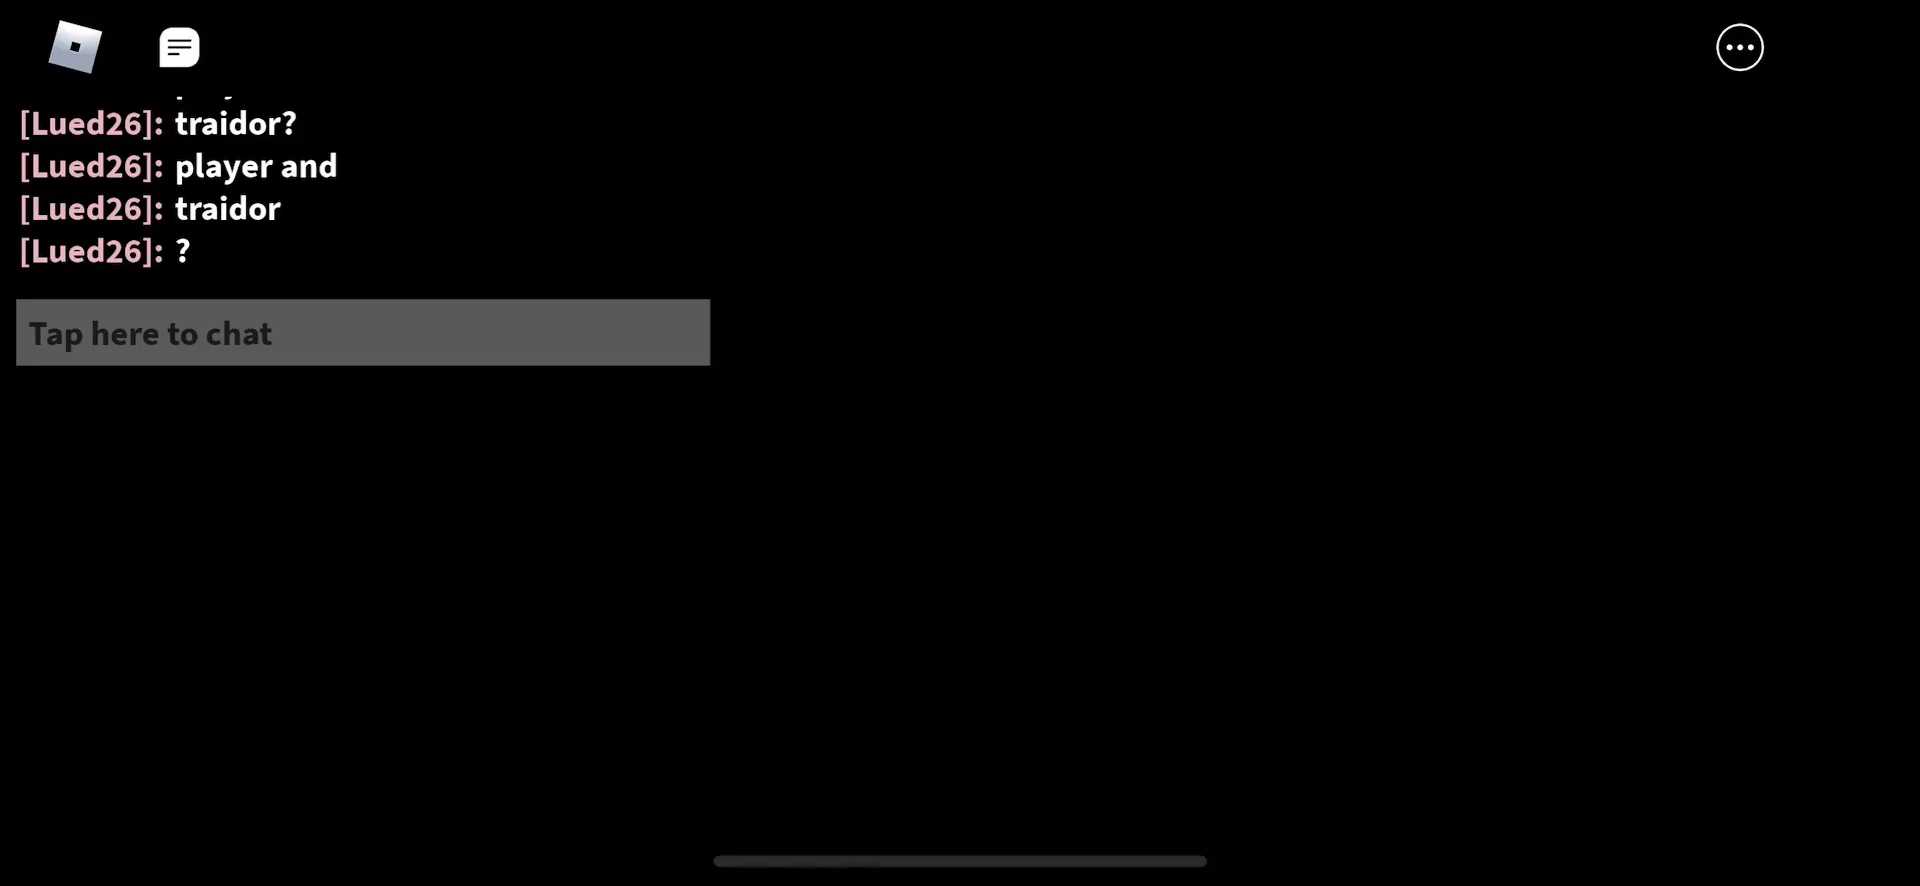 [Lued26]: traidor?
[Lued26]: player and
[Lued26]: traidor
[Lued26]: ?
Tap here to chat